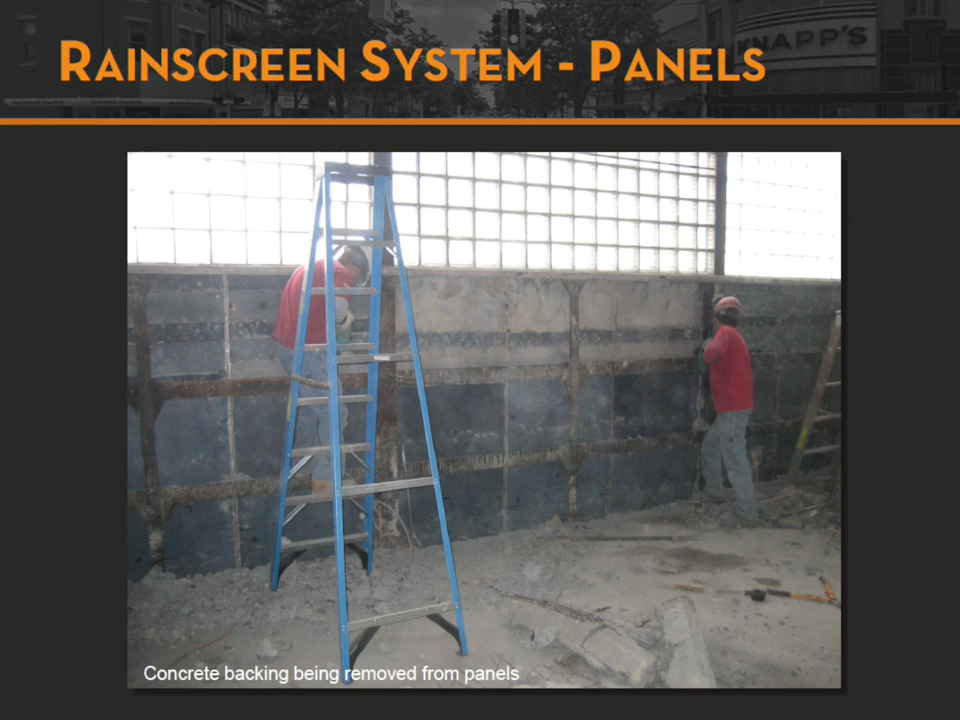 RAINSCREEN SYSTEM - PANELS
KNAPP'S
Concrete backing being removed from panels